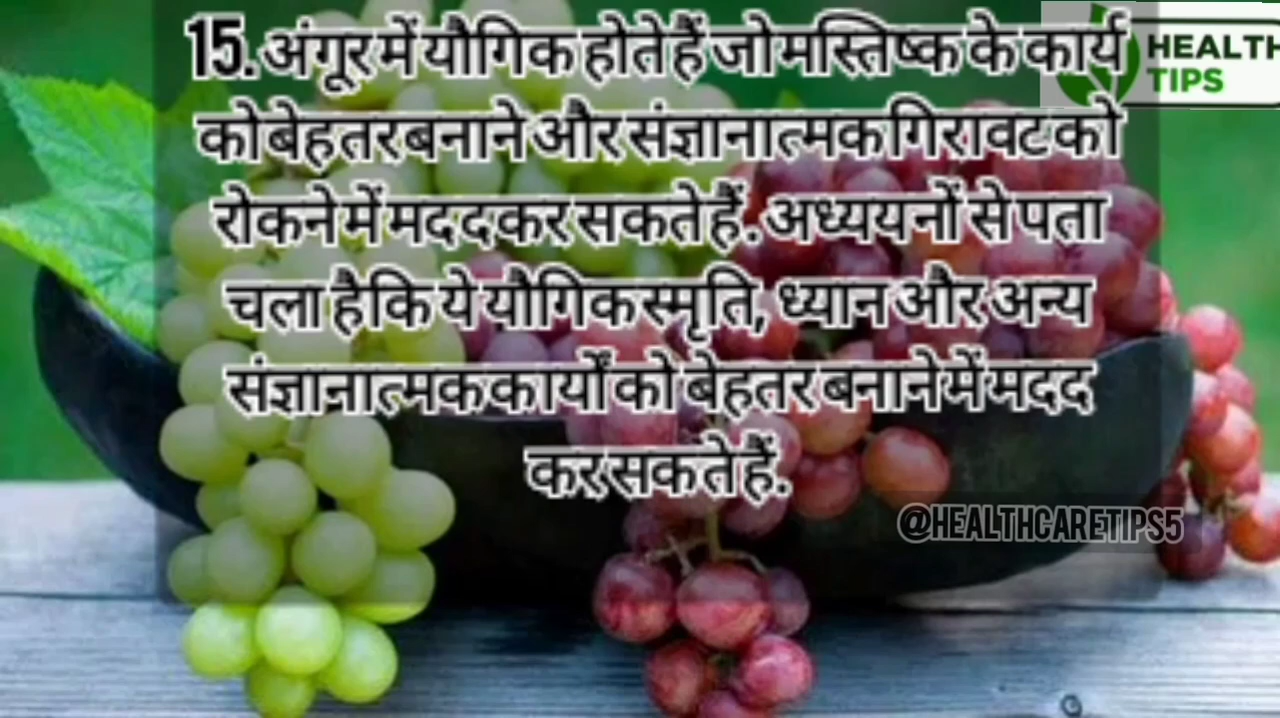 15. अंगूर में यौगिक होते हैं जो मस्तिष्क के कार्य
को बेहतर बनाने और संज्ञानात्मक गिरावट को
रोकने में मदद कर सकते हैं. अध्ययनों से पता
चला है कि ये यौगिक स्मृति, ध्यान और अन्य
संज्ञानात्मक कार्यों को बेहतर बनाने में मदद
कर सकते हैं.
HEALTH
TIPS
@HEALTHCARETIPS5